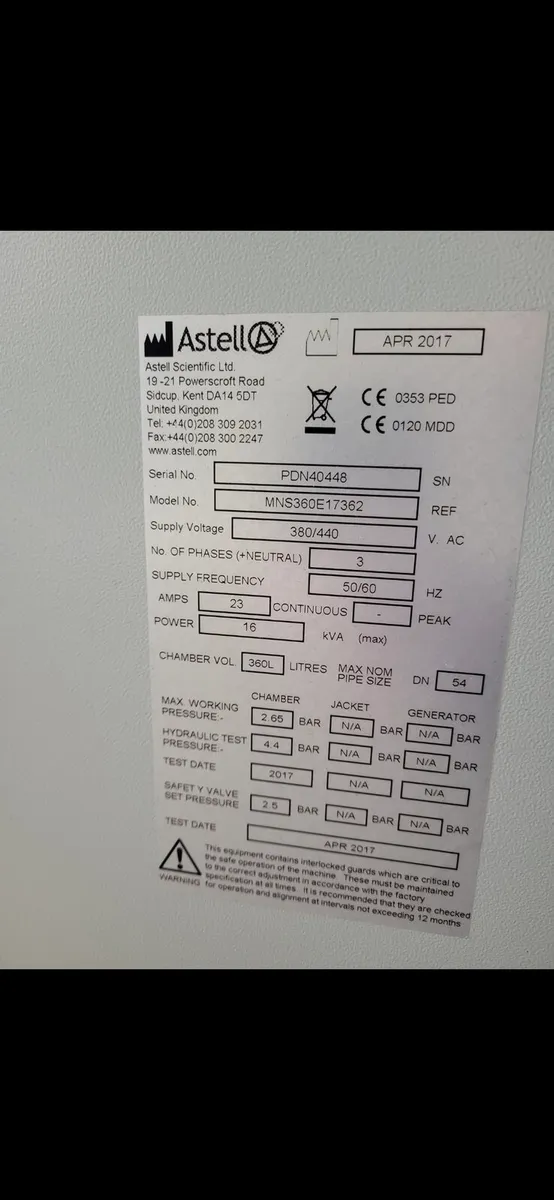 Astell
APR 2017
Astell Scientific Ltd.
19 -21 Powerscroft Road
Sidcup, Kent DA14 5DT
United Kingdom
Tel: +44(0)208 309 2031
Fax:+44(0)208 300 2247
www.astell.com
CE 0353 PED
CE 0120 MDD
Serial No. PDN40448 SN
Model No. MNS360E17362 REF
Supply Voltage 380/440 V. AC
No. OF PHASES (+NEUTRAL) 3
SUPPLY FREQUENCY 50/60 HZ
AMPS 23 CONTINUOUS - PEAK
POWER 16 kVA (max)
CHAMBER VOL. 360L LITRES MAX NOM PIPE SIZE DN 54
CHAMBER JACKET GENERATOR
MAX. WORKING PRESSURE:- 2.65 BAR N/A BAR N/A BAR
HYDRAULIC TEST PRESSURE:- 4.4 BAR N/A BAR N/A BAR
TEST DATE 2017 N/A N/A
SAFETY VALVE SET PRESSURE 2.5 BAR N/A BAR N/A BAR
TEST DATE APR 2017
WARNING
This equipment contains interlocked guards which are critical to
the safe operation of the machine. These must be maintained
to the correct adjustment in accordance with the factory
specification at all times. It is recommended that they are checked
for operation and alignment at intervals not exceeding 12 months